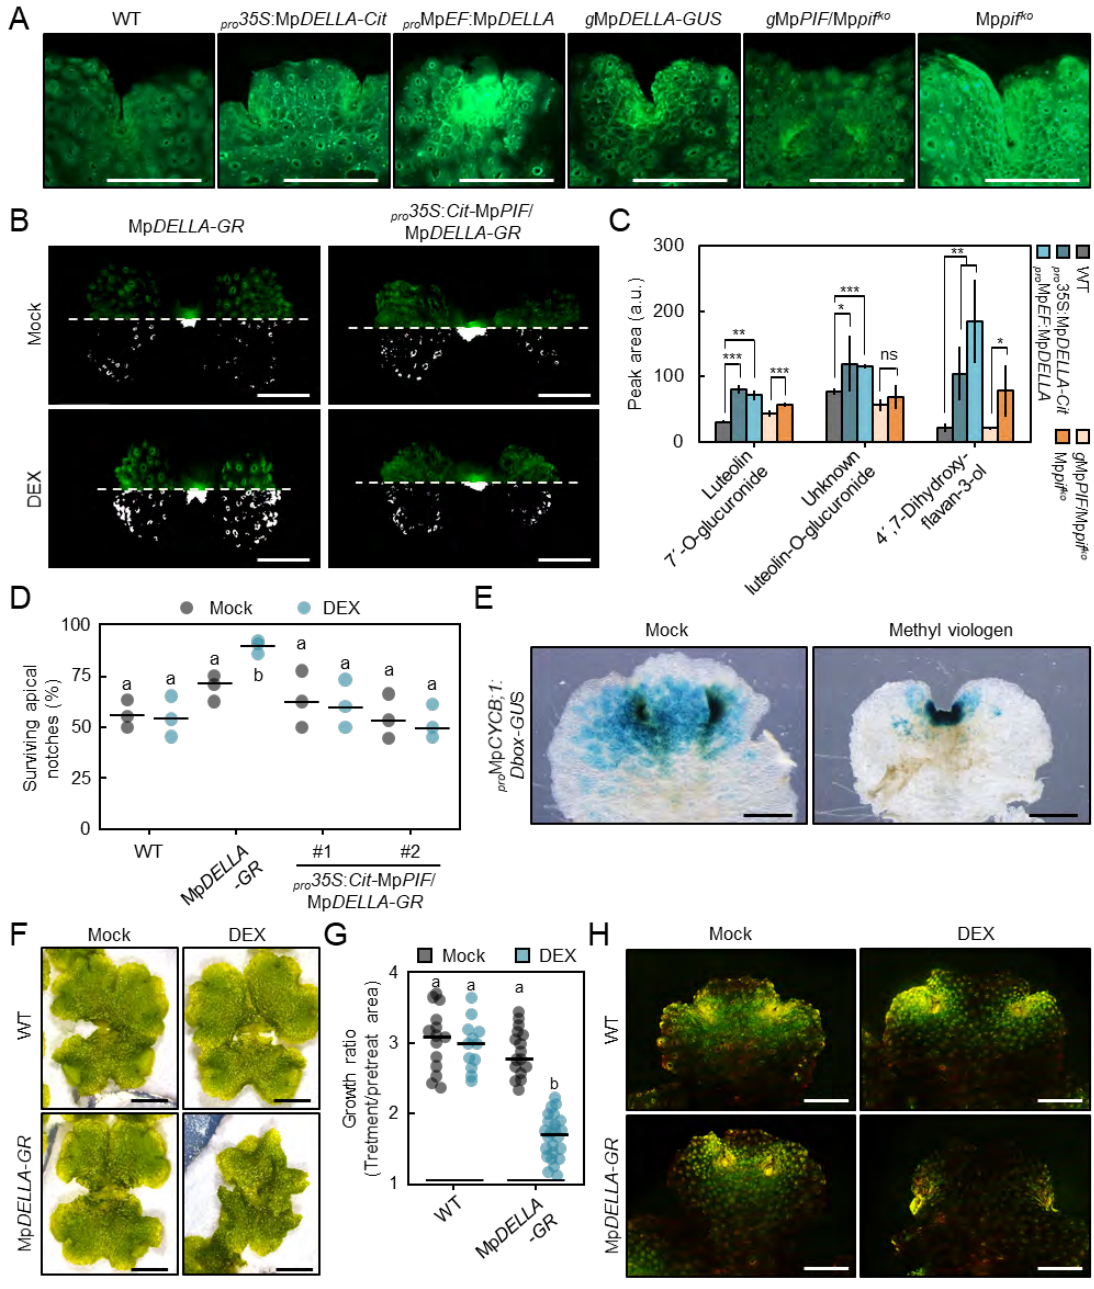 A
WT
pro35S:MpDELLA-Cit
proMpEF:MpDELLA
gMpDELLA-GUS
gMpPIF/Mppifko
Mppifko
B
MpDELLA-GR
pro35S:Cit-MpPIF/
MpDELLA-GR
Mock
DEX
C
300
200
100
0
Peak area (a.u.)
***
**
***
*
***
ns
**
*
Luteolin
7´-O-glucuronide
Unknown
luteolin-O-glucuronide
4´,7-Dihydroxy-
flavan-3-ol
WT
pro35S:MpDELLA-Cit
proMpEF:MpDELLA
gMpPIF/Mppifko
Mppifko
D
Mock
DEX
100
75
50
25
0
Surviving apical
notches (%)
a
a
a
b
a
a
a
a
WT
MpDELLA
-GR
#1
#2
pro35S:Cit-MpPIF/
MpDELLA-GR
E
Mock
Methyl viologen
proMpCYCB;1:
Dbox-GUS
F
Mock
DEX
WT
MpDELLA-GR
G
Mock
DEX
4
3
2
1
Growth ratio
(Tretment/pretreat area)
a
a
a
b
WT
MpDELLA
-GR
H
Mock
DEX
WT
MpDELLA-GR